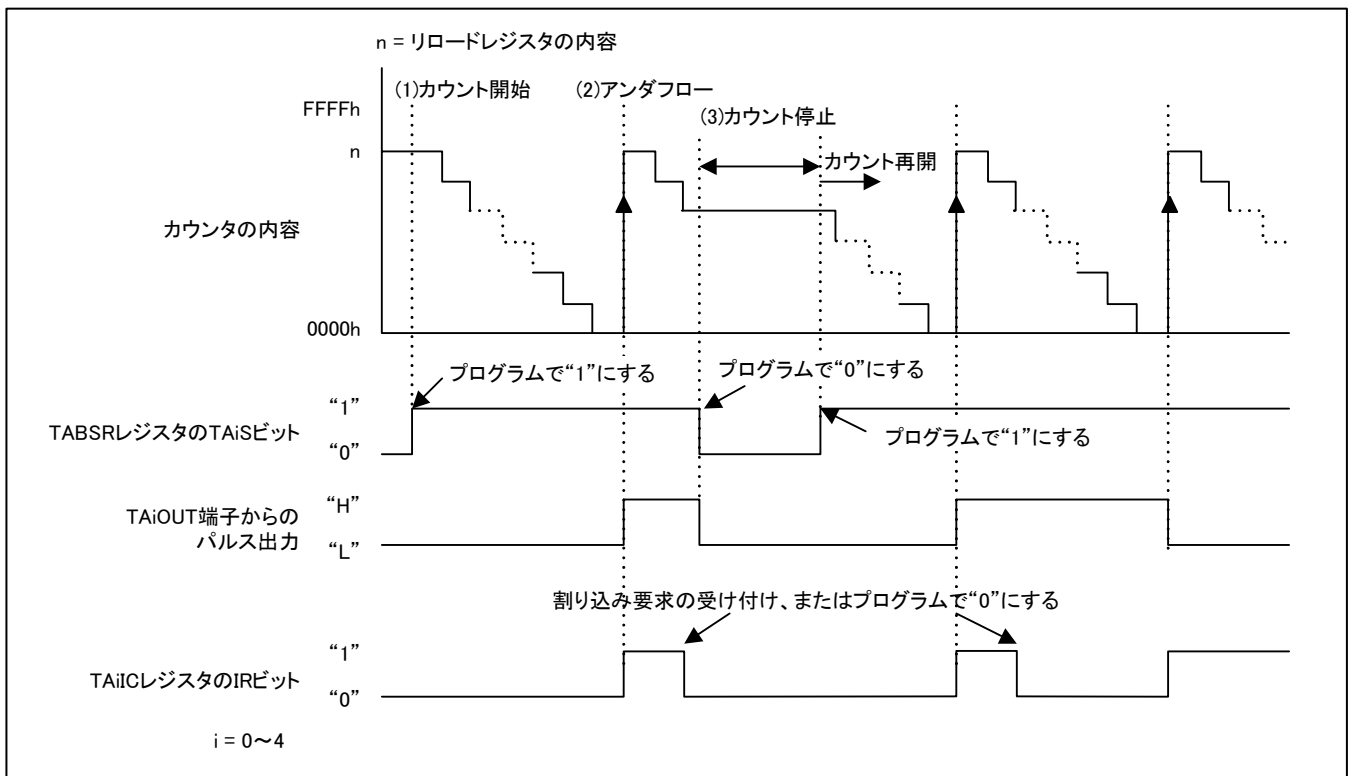 n = リロードレジスタの内容
(1)カウント開始
(2)アンダフロー
FFFFh
(3)カウント停止
n
カウント再開
カウンタの内容
0000h
プログラムで“1”にする
プログラムで“0”にする
“1”
TABSRレジスタのTAiSビット
プログラムで“1”にする
“0”
“H”
TAiOUT端子からの
パルス出力
“L”
割り込み要求の受け付け、またはプログラムで“0”にする
“1”
TAiICレジスタのIRビット
“0”
i = 0～4